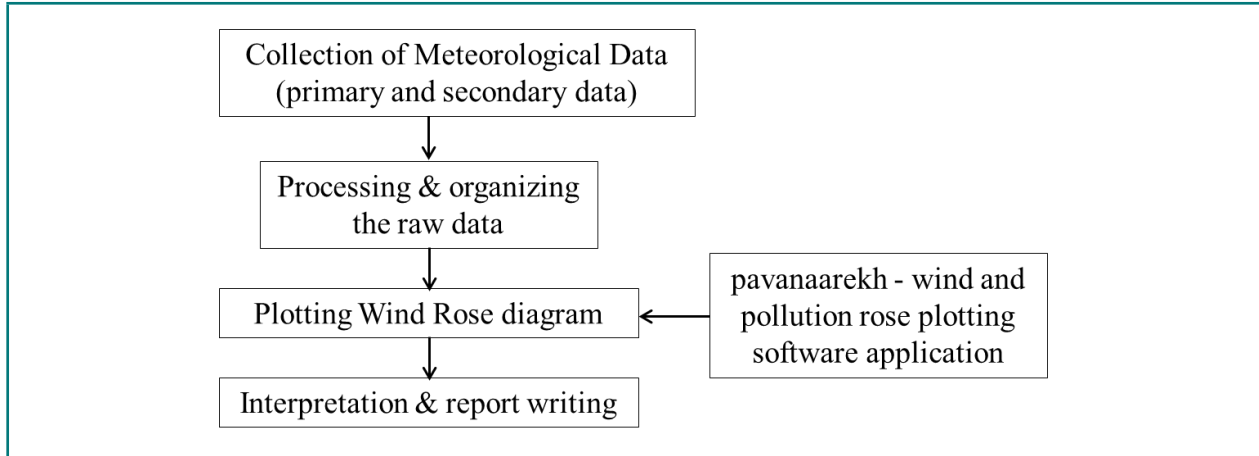 Collection of Meteorological Data
(primary and secondary data)
Processing & organizing
the raw data
Plotting Wind Rose diagram
pavanaarekh - wind and
pollution rose plotting
software application
Interpretation & report writing